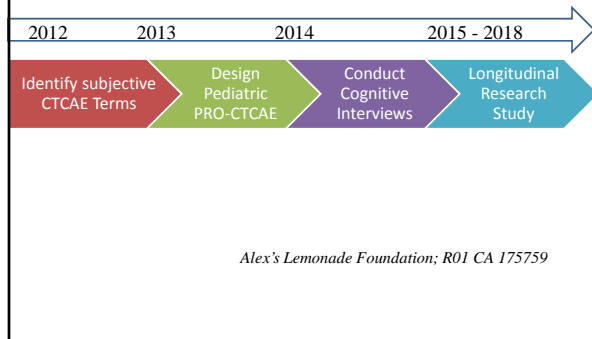 2012 2013 2014 2015 - 2018
Identify subjective
CTCAE Terms
Design
Pediatric
PRO-CTCAE
Conduct
Cognitive
Interviews
Longitudinal
Research
Study
Alex's Lemonade Foundation; R01 CA 175759